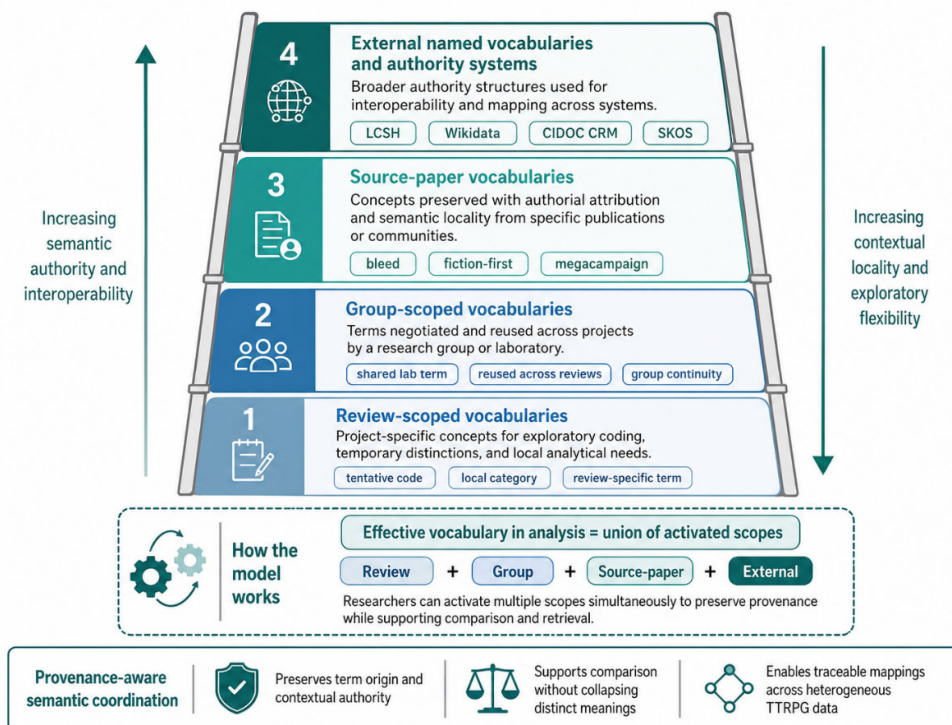 4
External named vocabularies
and authority systems
Broader authority structures used for
interoperability and mapping across systems.
LCSH
Wikidata
CIDOC CRM
SKOS
3
Source-paper vocabularies
Concepts preserved with authorial attribution
and semantic locality from specific publications
or communities.
bleed
fiction-first
megacampaign
Increasing
semantic
authority and
interoperability
Increasing
contextual
locality and
exploratory
flexibility
2
Group-scoped vocabularies
Terms negotiated and reused across projects
by a research group or laboratory.
shared lab term
reused across reviews
group continuity
1
Review-scoped vocabularies
Project-specific concepts for exploratory coding,
temporary distinctions, and local analytical needs.
tentative code
local category
review-specific term
How the
model
works
Effective vocabulary in analysis = union of activated scopes
Review + Group + Source-paper + External
Researchers can activate multiple scopes simultaneously to preserve provenance
while supporting comparison and retrieval.
Provenance-aware
semantic coordination
Preserves term origin and
contextual authority
Supports comparison
without collapsing
distinct meanings
Enables traceable mappings
across heterogeneous
TTRPG data